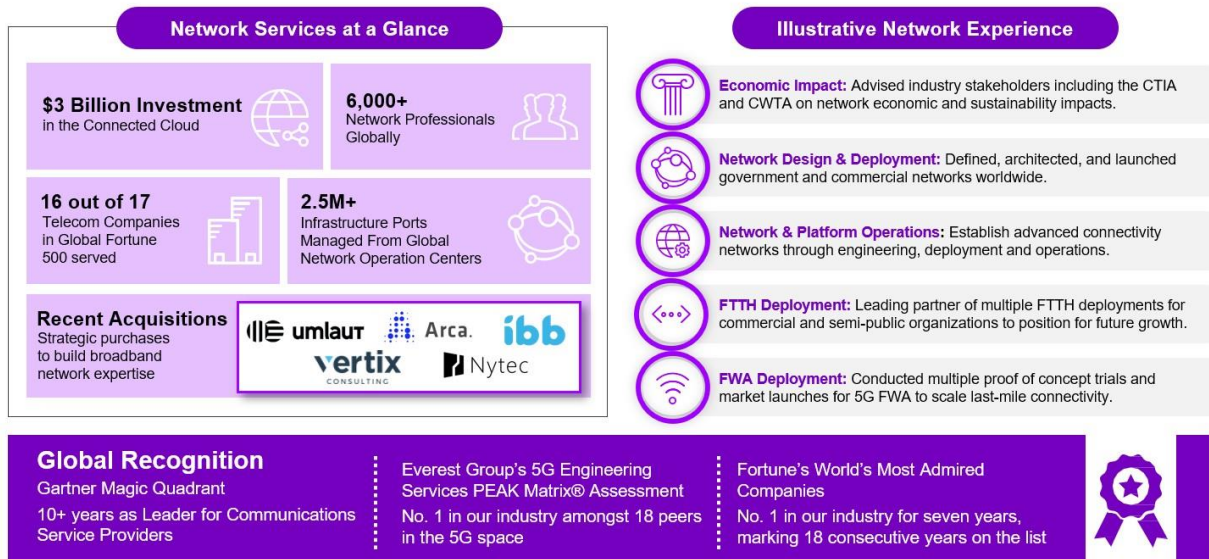 Network Services at a Glance
$3 Billion Investment
in the Connected Cloud
6,000+
Network Professionals
Globally
16 out of 17
Telecom Companies
in Global Fortune
500 served
2.5M+
Infrastructure Ports
Managed From Global
Network Operation Centers
Recent Acquisitions
Strategic purchases
to build broadband
network expertise
umlaut
Arca.
ibb
vertix
CONSULTING
Nytec
Illustrative Network Experience
Economic Impact: Advised industry stakeholders including the CTIA
and CWTA on network economic and sustainability impacts.
Network Design & Deployment: Defined, architected, and launched
government and commercial networks worldwide.
Network & Platform Operations: Establish advanced connectivity
networks through engineering, deployment and operations.
FTTH Deployment: Leading partner of multiple FTTH deployments for
commercial and semi-public organizations to position for future growth.
FWA Deployment: Conducted multiple proof of concept trials and
market launches for 5G FWA to scale last-mile connectivity.
Global Recognition
Gartner Magic Quadrant
10+ years as Leader for Communications
Service Providers
Everest Group's 5G Engineering
Services PEAK Matrix® Assessment
No. 1 in our industry amongst 18 peers
in the 5G space
Fortune's World's Most Admired
Companies
No. 1 in our industry for seven years,
marking 18 consecutive years on the list